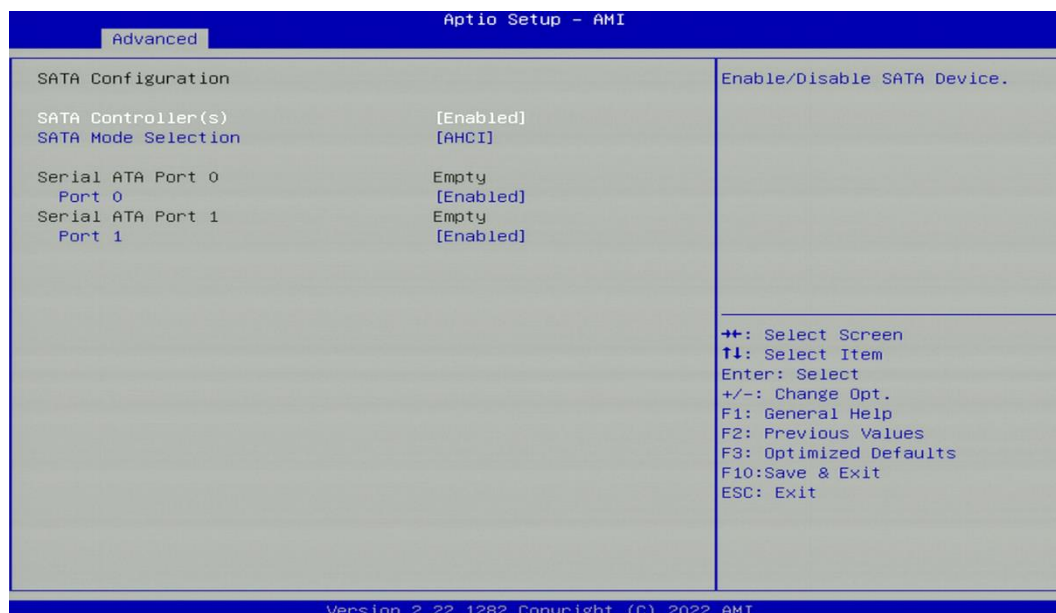 Aptio Setup – AMI
Advanced
SATA Configuration
SATA Controller(s) [Enabled]
SATA Mode Selection [AHCI]
Serial ATA Port 0 Empty
Port 0 [Enabled]
Serial ATA Port 1 Empty
Port 1 [Enabled]
Enable/Disable SATA Device.
→←: Select Screen
↑↓: Select Item
Enter: Select
+/-: Change Opt.
F1: General Help
F2: Previous Values
F3: Optimized Defaults
F10:Save & Exit
ESC: Exit
Version 2.22.1282 Copyright (C) 2022 AMI